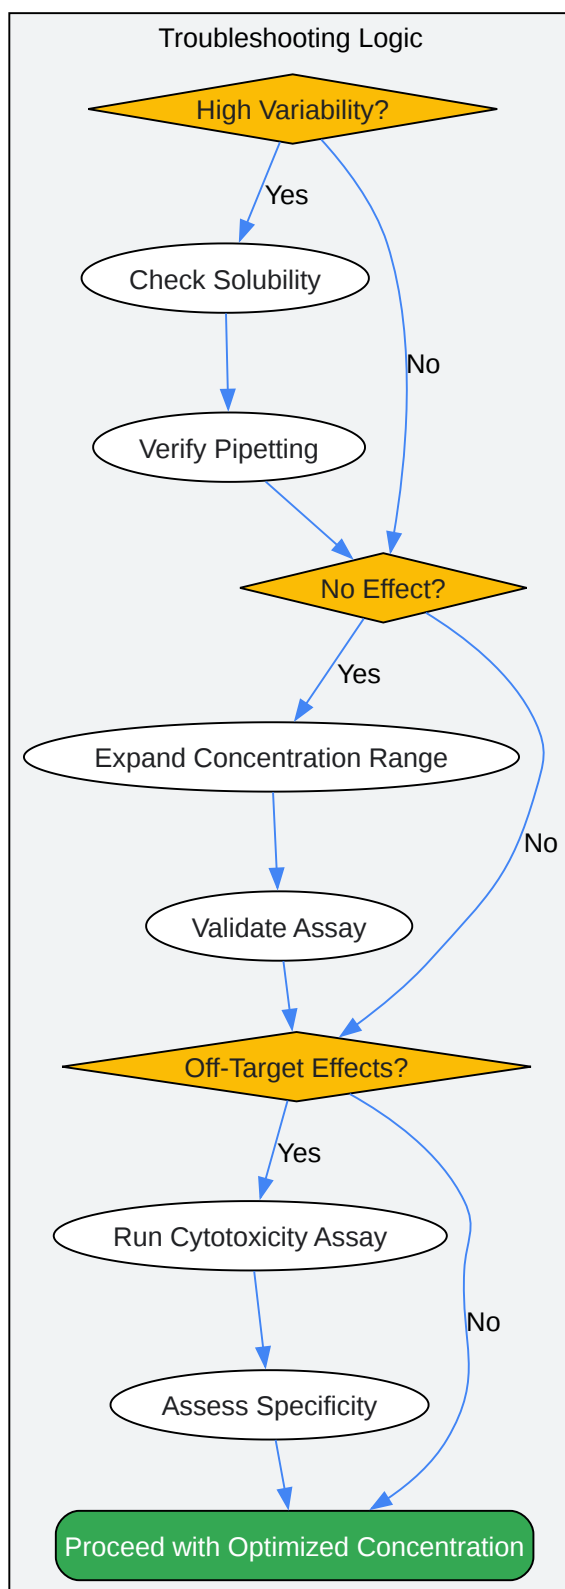 Troubleshooting Logic
High Variability?
Yes
Check Solubility
No
Verify Pipetting
No Effect?
Yes
Expand Concentration Range
No
Validate Assay
Off-Target Effects?
Yes
Run Cytotoxicity Assay
No
Assess Specificity
Proceed with Optimized Concentration